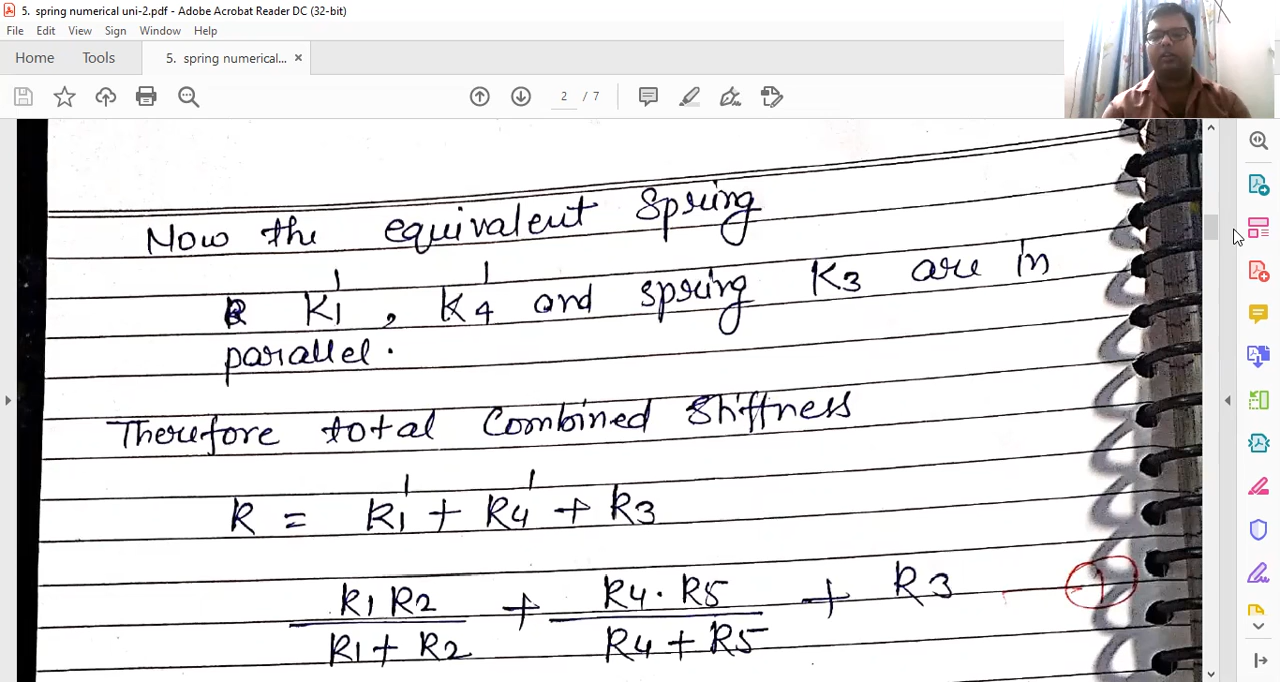 5. spring numerical uni-2.pdf - Adobe Acrobat Reader DC (32-bit)
File Edit View Sign Window Help
Home Tools 5. spring numerical... ×
2 / 7
Now the equivalent Spring
K1' , K4' and spring K3 are in
parallel.
Therefore total Combined Stiffness
K = K1' + K4' + K3
K1 K2 / K1 + K2 + K4 . K5 / K4 + K5 + K3 — 1